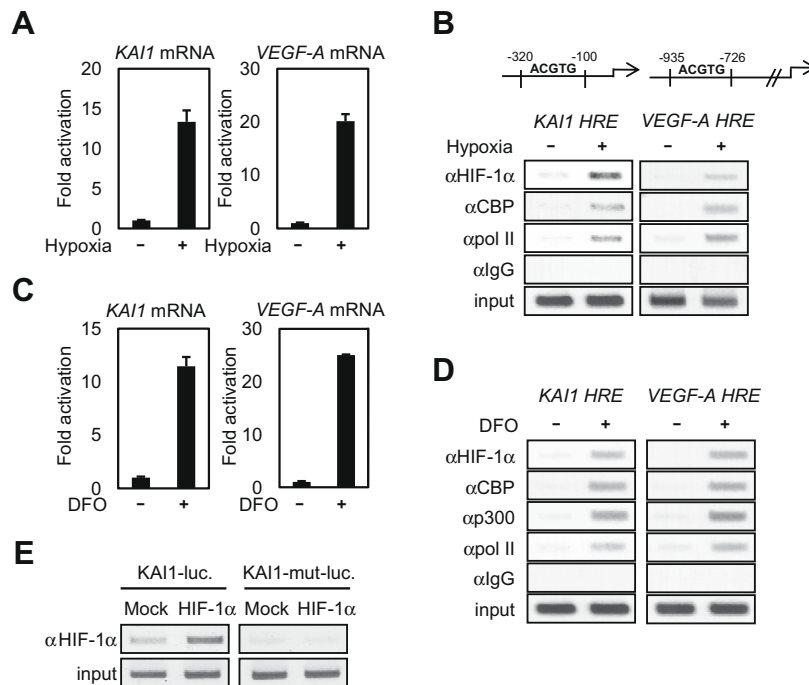 A
KAI1 mRNA
VEGF-A mRNA
Fold activation
20
15
10
5
0
Fold activation
30
20
10
0
Hypoxia
−
+
Hypoxia
−
+
B
-320
ACGTG
-100
-935
ACGTG
-726
KAI1 HRE
VEGF-A HRE
Hypoxia − + − +
αHIF-1α
αCBP
αpol II
αIgG
input
C
KAI1 mRNA
VEGF-A mRNA
Fold activation
15
10
5
0
Fold activation
30
20
10
0
DFO
−
+
DFO
−
+
D
KAI1 HRE
VEGF-A HRE
DFO − + − +
αHIF-1α
αCBP
αp300
αpol II
αIgG
input
E
KAI1-luc.
KAI1-mut-luc.
Mock HIF-1α Mock HIF-1α
αHIF-1α
input